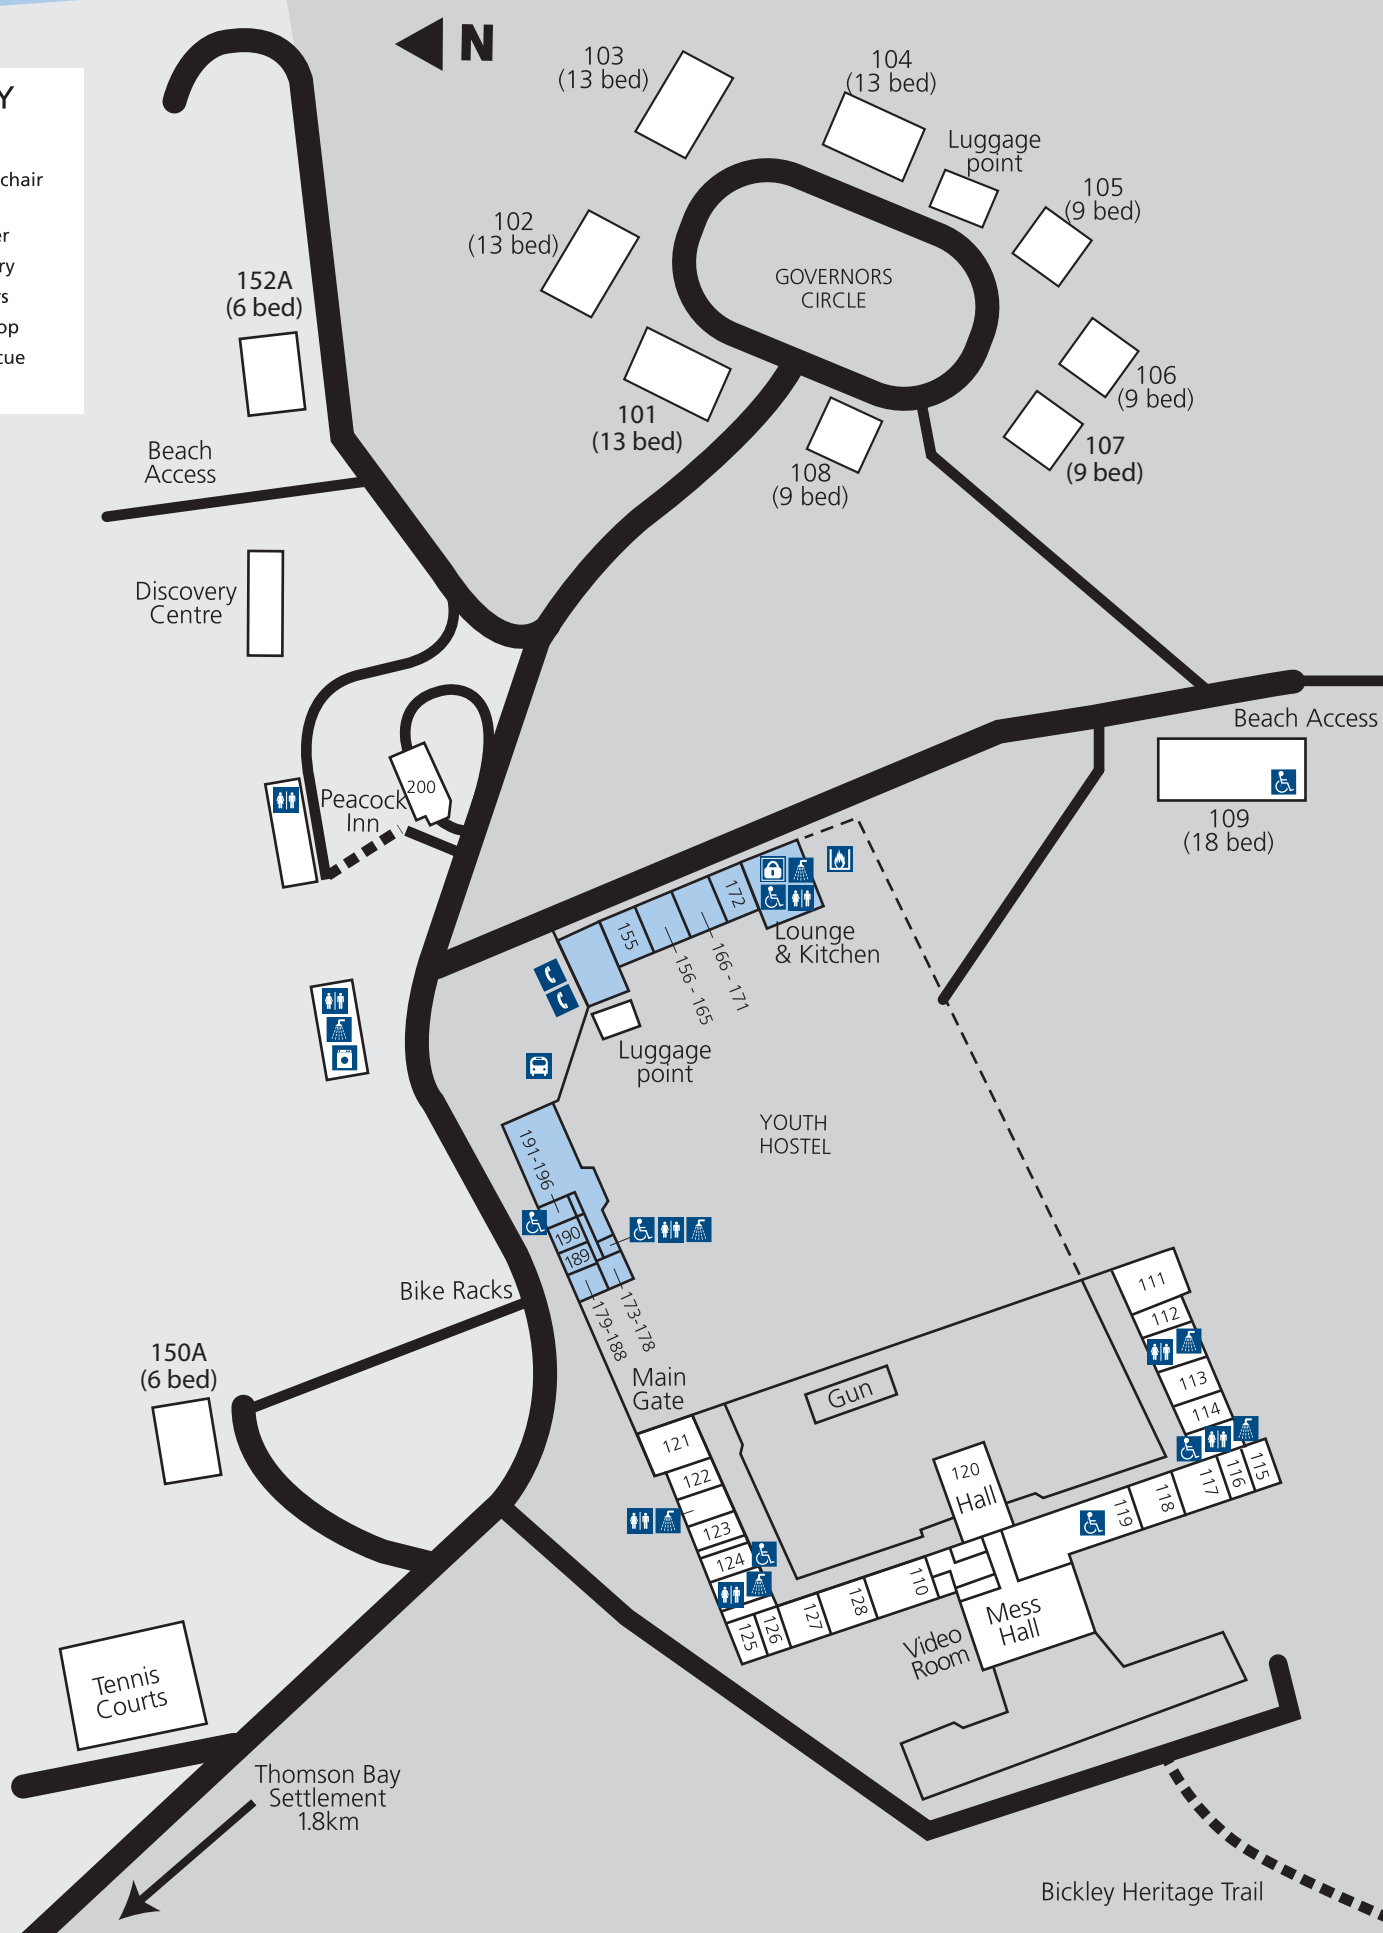 N
Y
chair
er
ry
rs
op
cue
103
(13 bed)
104
(13 bed)
Luggage
point
105
(9 bed)
102
(13 bed)
GOVERNORS
CIRCLE
152A
(6 bed)
106
(9 bed)
101
(13 bed)
107
(9 bed)
108
(9 bed)
Beach
Access
Discovery
Centre
Beach Access
200
Peacock
Inn
109
(18 bed)
172
155
166 - 171
156 - 165
Lounge
& Kitchen
Luggage
point
YOUTH
HOSTEL
191-196
190
189
173-178
179-188
Bike Racks
111
112
113
114
150A
(6 bed)
Main
Gate
Gun
121
122
123
124
120
Hall
115
116
117
118
119
110
128
127
126
125
Mess
Hall
Video
Room
Tennis
Courts
Thomson Bay
Settlement
1.8km
Bickley Heritage Trail